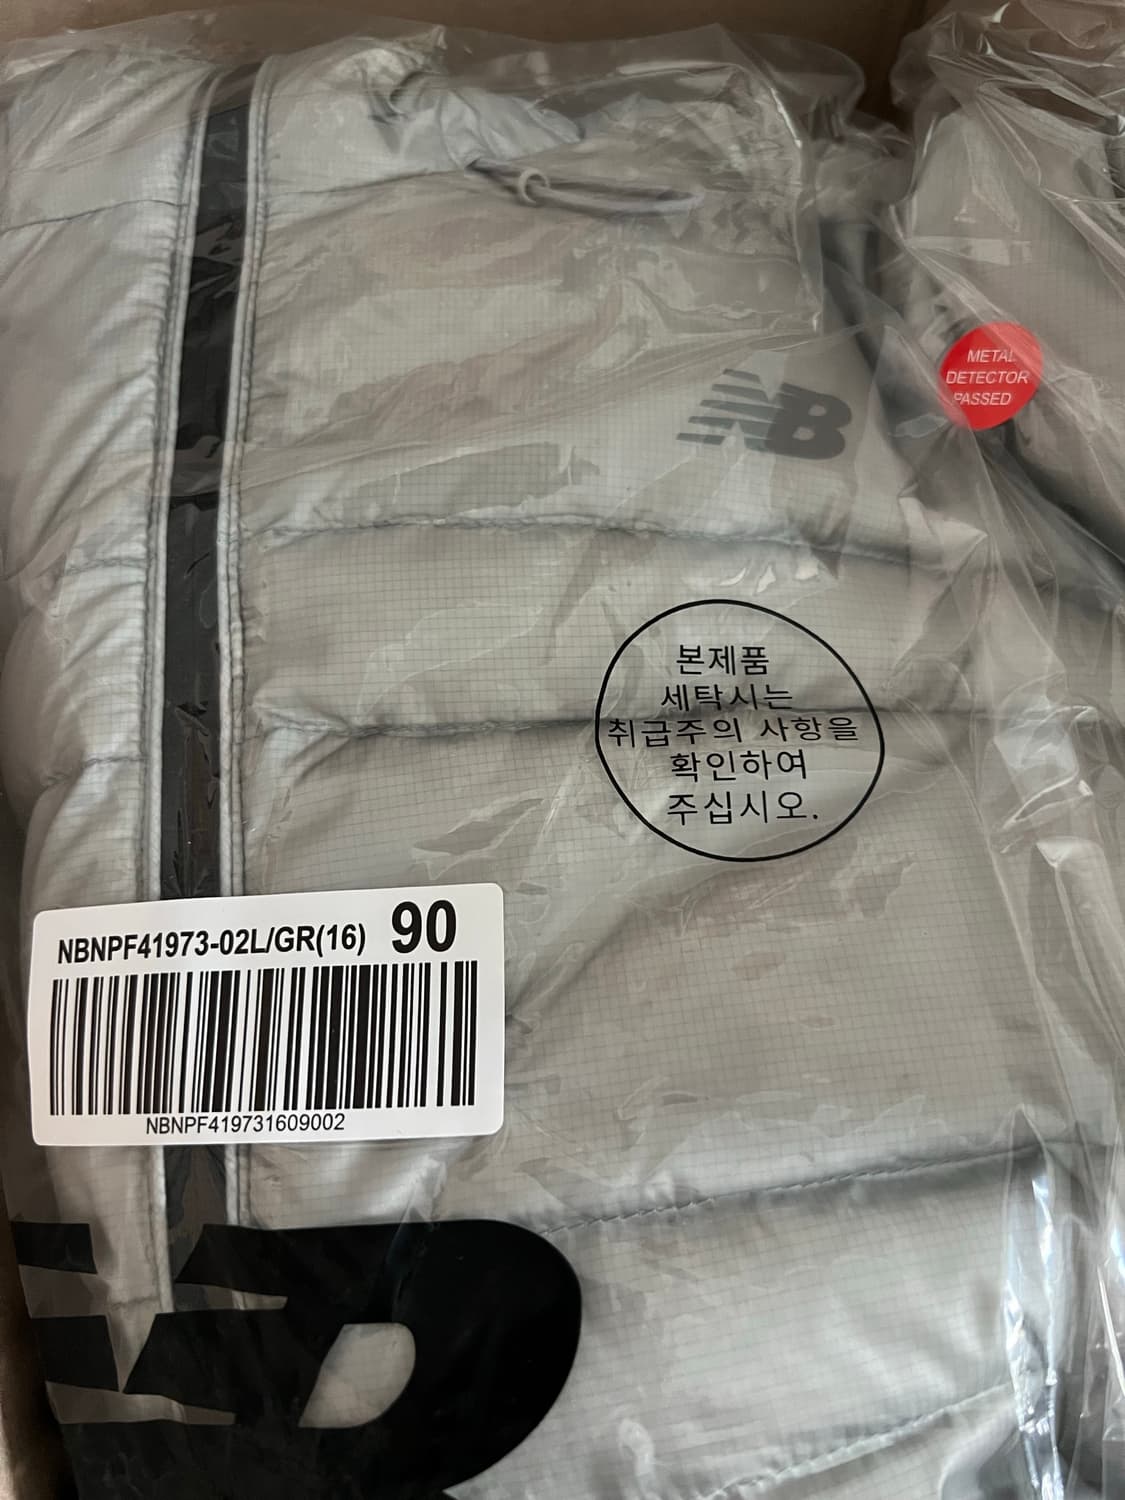 NB
METAL
DETECTOR
PASSED
본제품
세탁시는
취급주의 사항을
확인하여
주십시오.
NBNPF41973-02L/GR(16) 90
NBNPF419731609002